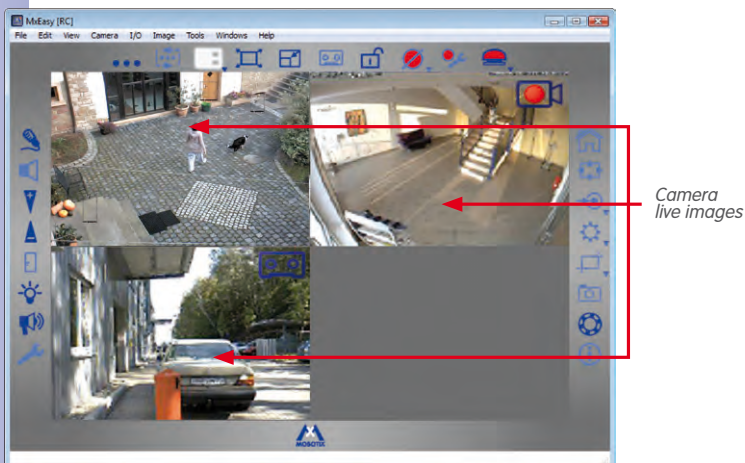 MxEasy [RC]
File Edit View Camera I/O Image Tools Windows Help
Camera
live images
MOBOTIX